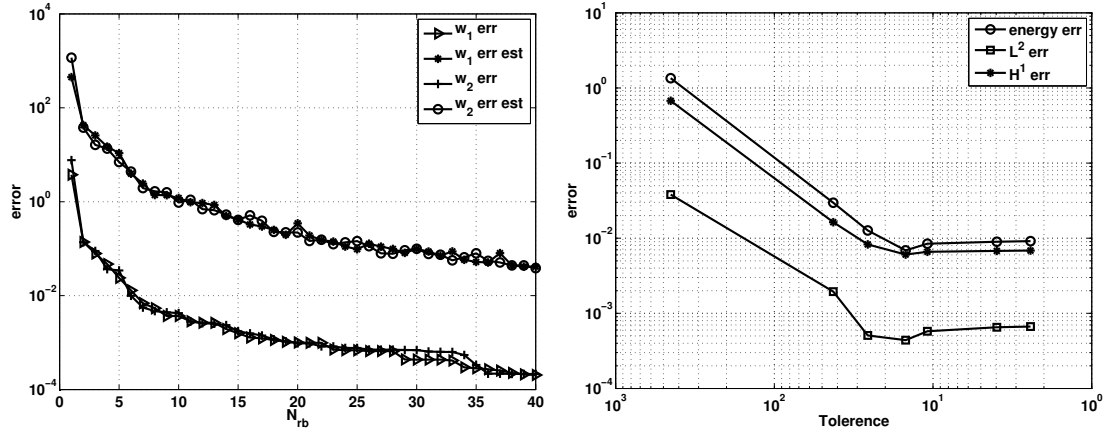 10^4
10^2
10^0
10^-2
10^-4
error
0 5 10 15 20 25 30 35 40
N_rb
w_1 err
w_1 err est
w_2 err
w_2 err est
10^1
10^0
10^-1
10^-2
10^-3
10^-4
error
10^3 10^2 10^1 10^0
Tolerence
energy err
L^2 err
H^1 err